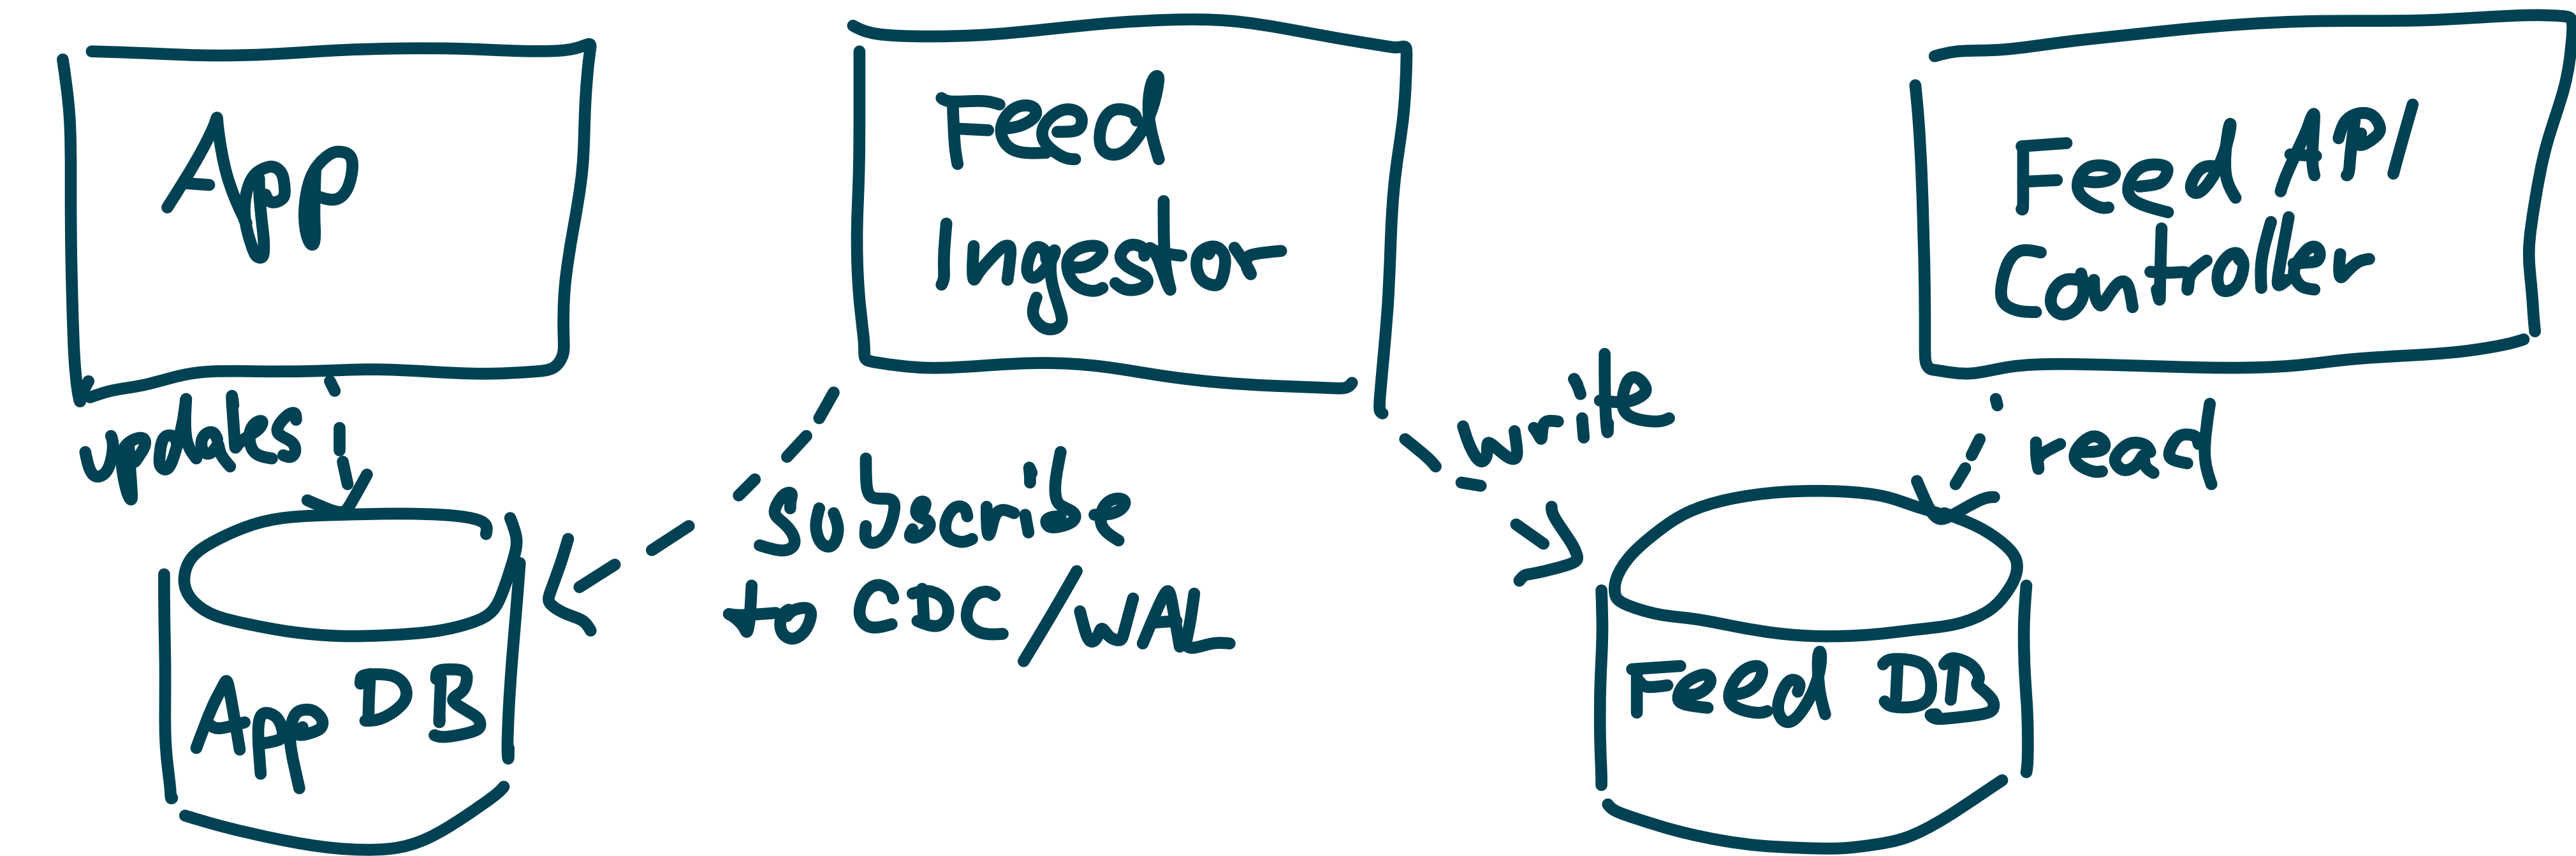 App
Feed
Ingestor
Feed API
Controller
updates
write
read
subscribe
to CDC/WAL
App DB
Feed DB